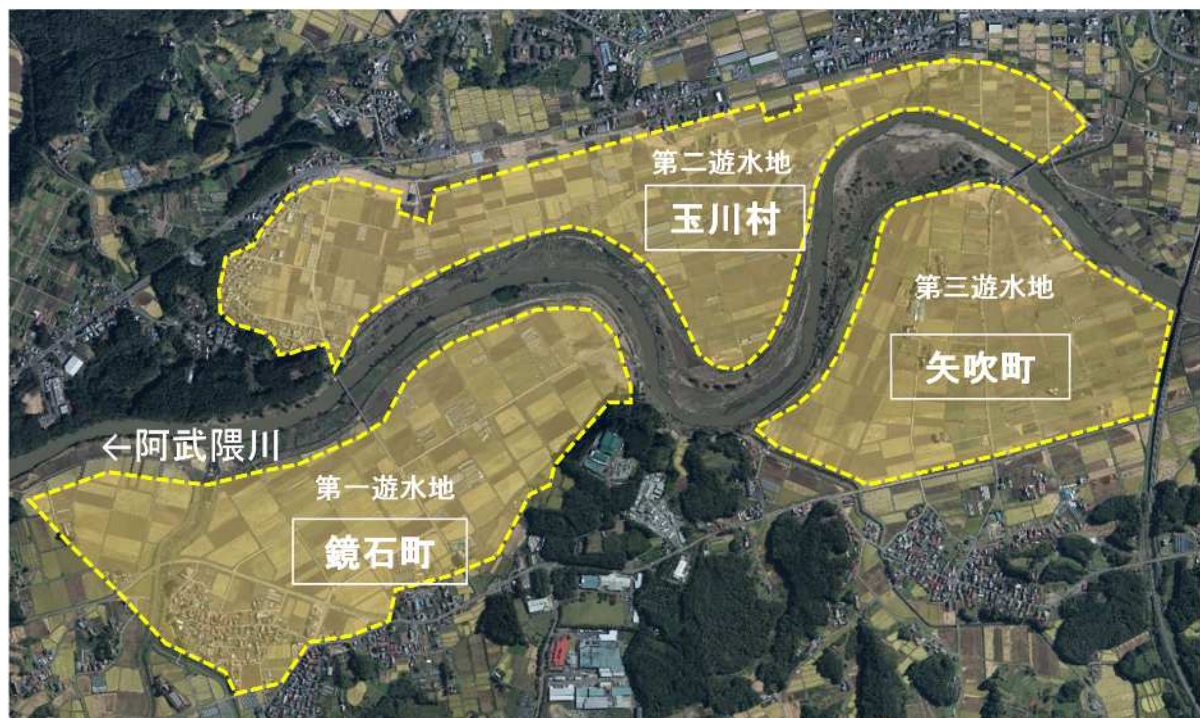 第二遊水地
玉川村
第三遊水地
矢吹町
←阿武隈川
第一遊水地
鏡石町